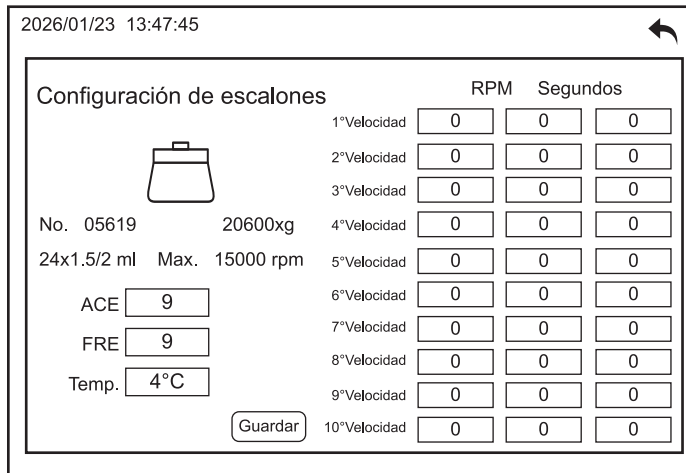 2026/01/23 13:47:45
Configuración de escalones
RPM Segundos
1°Velocidad 0 0 0
2°Velocidad 0 0 0
3°Velocidad 0 0 0
No. 05619 20600xg
4°Velocidad 0 0 0
24x1.5/2 ml Max. 15000 rpm
5°Velocidad 0 0 0
ACE 9
6°Velocidad 0 0 0
7°Velocidad 0 0 0
FRE 9
8°Velocidad 0 0 0
Temp. 4°C
9°Velocidad 0 0 0
Guardar
10°Velocidad 0 0 0